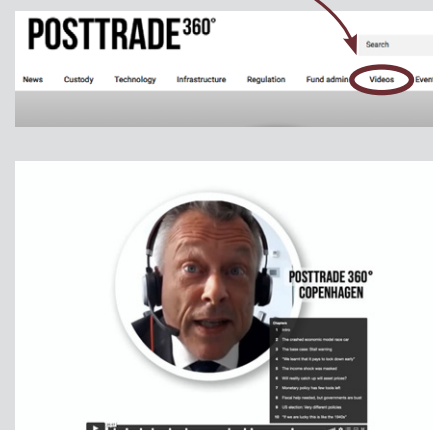 POSTTRADE 360°
Search
News Custody Technology Infrastructure Regulation Fund admin Videos Event
POSTTRADE 360°
COPENHAGEN
Chapters
1 Intro
2 The crashed economic model race car
3 The base case: Stall warning
4 "We learnt that it pays to lock down early"
5 The income shock was masked
6 Will reality catch up with asset prices?
7 Monetary policy has few tools left
8 Fiscal help needed, but governments are bust
9 US election: Very different policies
10 "If we are lucky this is like the 1940s"